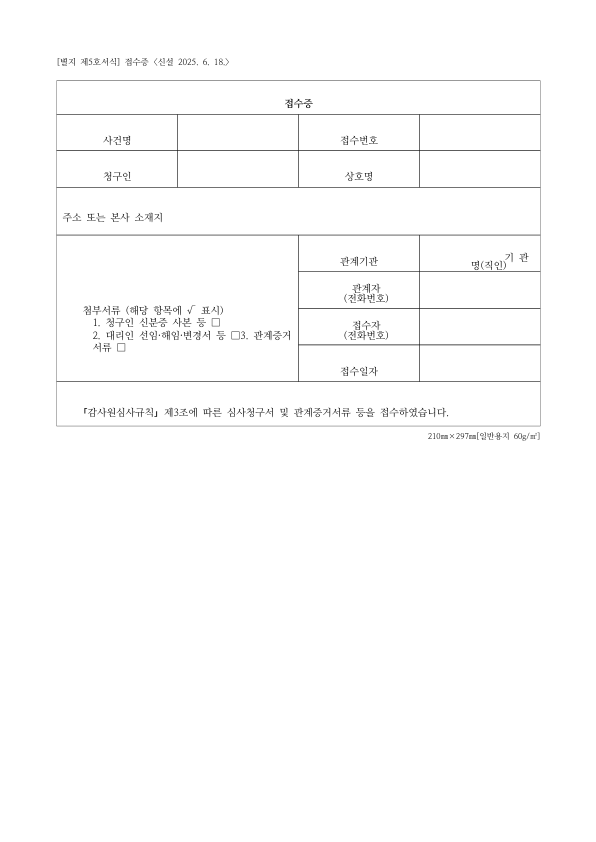 [별지 제5호서식] 접수증 <신설 2025. 6. 18.>
접수증
사건명
접수번호
청구인
상호명
주소 또는 본사 소재지
첨부서류 (해당 항목에 √ 표시)
1. 청구인 신분증 사본 등 □
2. 대리인 선임·해임·변경서 등 □3. 관계증거
서류 □
관계기관
기 관
명(직인)
관계자
(전화번호)
접수자
(전화번호)
접수일자
「감사원심사규칙」 제3조에 따른 심사청구서 및 관계증거서류 등을 접수하였습니다.
210㎜×297㎜[일반용지 60g/㎡]